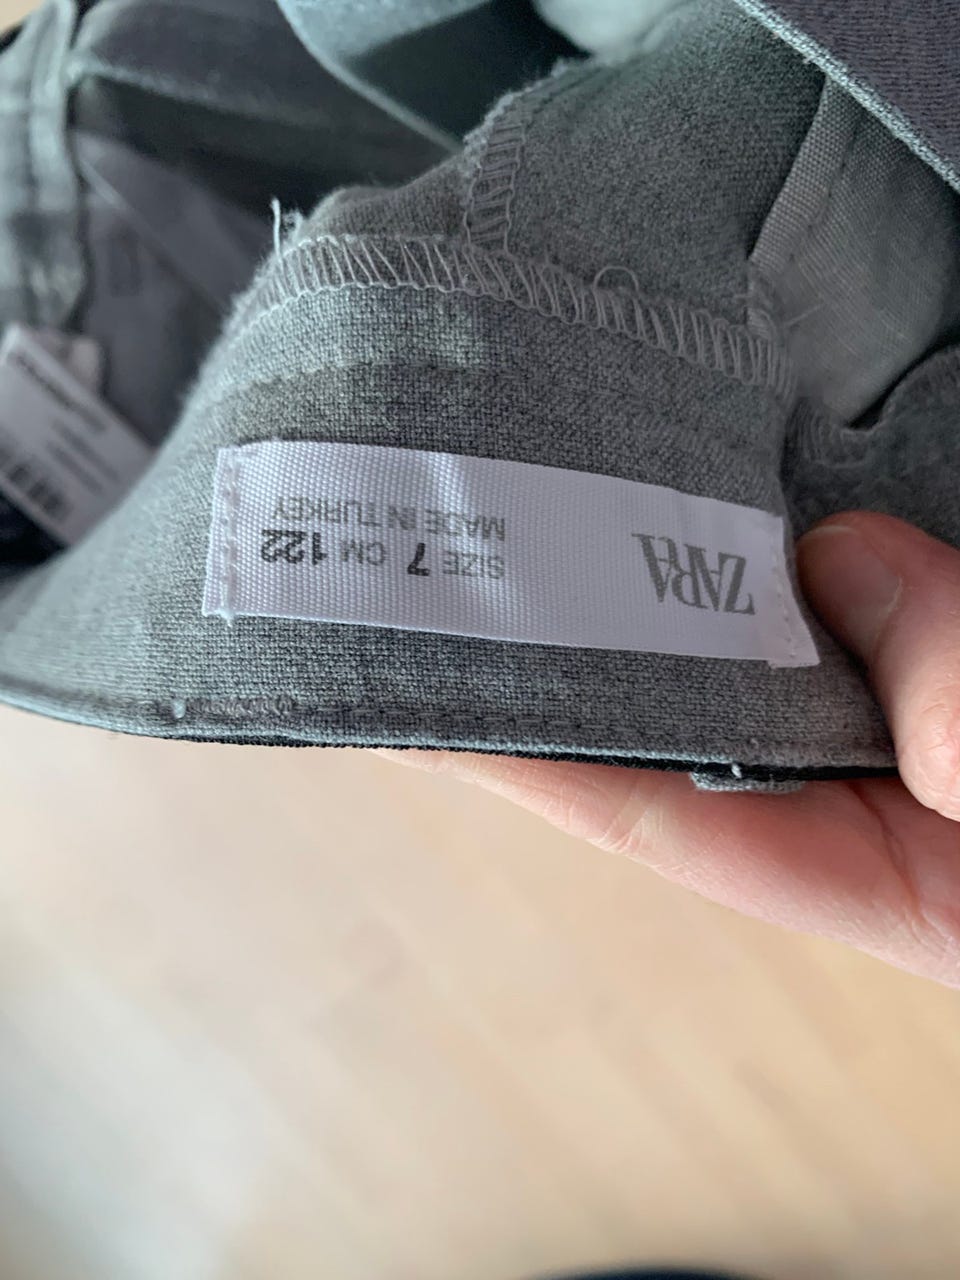 ZARA
SIZE 7 CM 122
MADE IN TURKEY